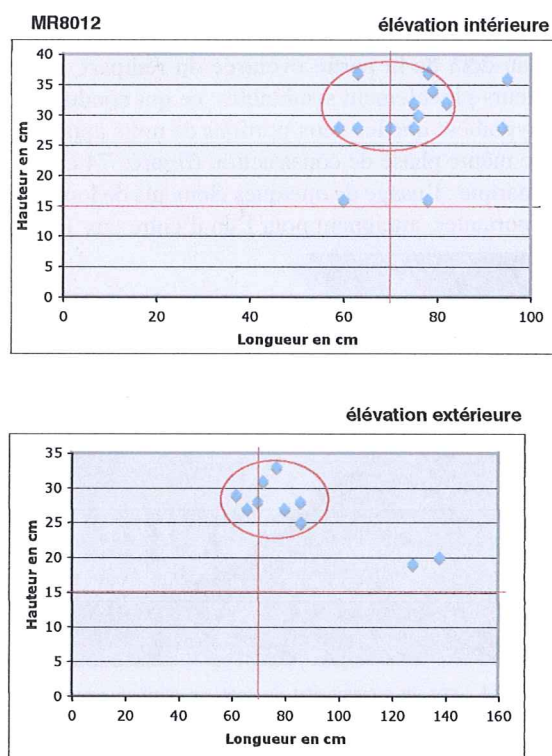 MR8012
élévation intérieure
Hauteur en cm
40
35
30
25
20
15
10
5
0
0 20 40 60 80 100
Longueur en cm
élévation extérieure
Hauteur en cm
35
30
25
20
15
10
5
0
0 20 40 60 80 100 120 140 160
Longueur en cm